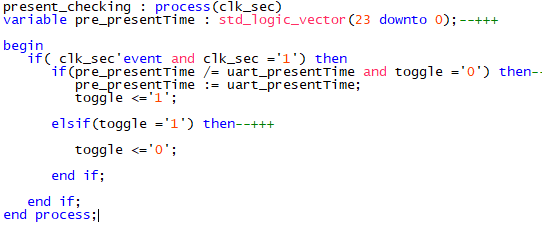 present_checking : process(clk_sec)
variable pre_presentTime : std_logic_vector(23 downto 0);--+++
begin
if( clk_sec'event and clk_sec ='1') then
if(pre_presentTime /= uart_presentTime and toggle ='0') then-
pre_presentTime := uart_presentTime;
toggle <='1';
elsif(toggle ='1') then--+++
toggle <='0';
end if;
end if;
end process;